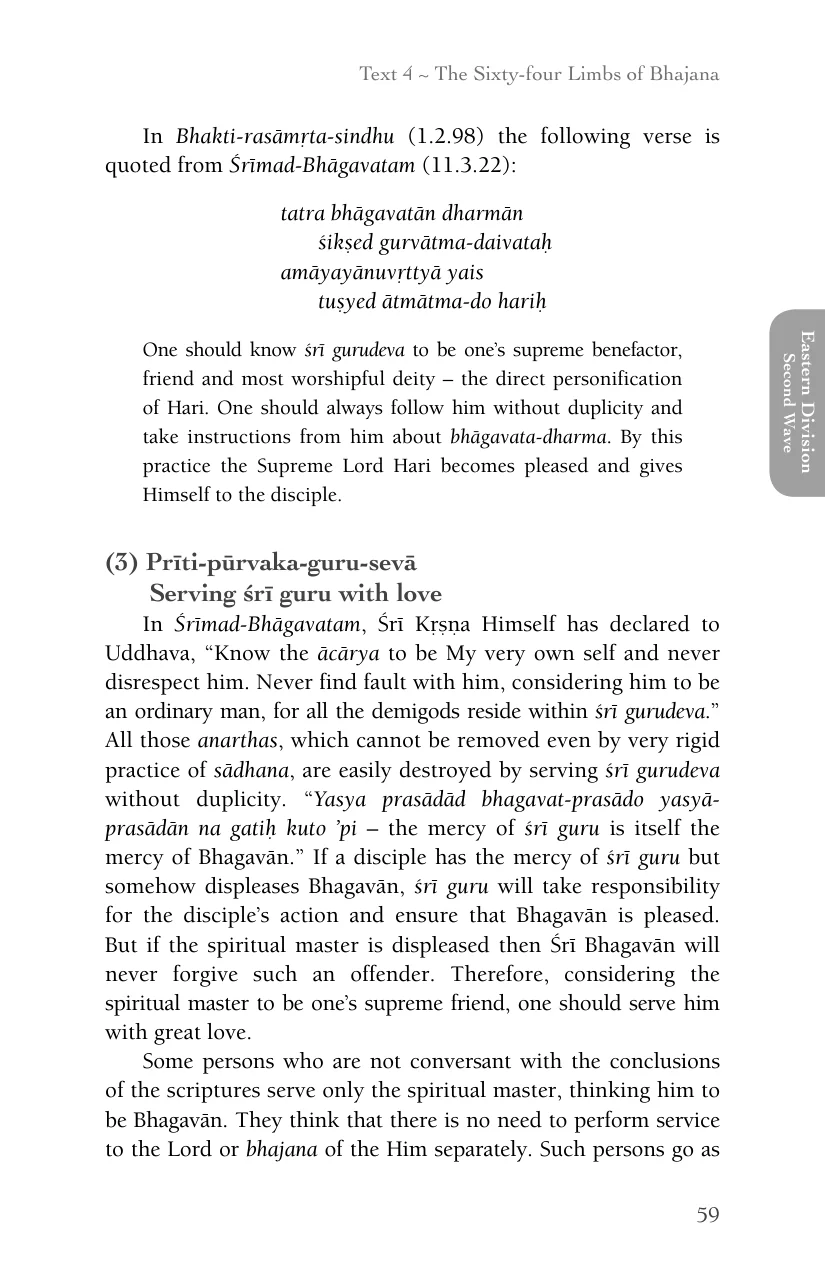 Text 4 ~ The Sixty-four Limbs of Bhajana
In Bhakti-rasāmṛta-sindhu (1.2.98) the following verse is
quoted from Śrīmad-Bhāgavatam (11.3.22):
tatra bhāgavatān dharmān
śikṣed gurvātma-daivataḥ
amāyayānuvṛttyā yais
tuṣyed ātmātma-do hariḥ
One should know śrī gurudeva to be one’s supreme benefactor,
friend and most worshipful deity – the direct personification
of Hari. One should always follow him without duplicity and
take instructions from him about bhāgavata-dharma. By this
practice the Supreme Lord Hari becomes pleased and gives
Himself to the disciple.
Eastern Division
Second Wave
(3) Prīti-pūrvaka-guru-sevā
Serving śrī guru with love
In Śrīmad-Bhāgavatam, Śrī Kṛṣṇa Himself has declared to
Uddhava, “Know the ācārya to be My very own self and never
disrespect him. Never find fault with him, considering him to be
an ordinary man, for all the demigods reside within śrī gurudeva.”
All those anarthas, which cannot be removed even by very rigid
practice of sādhana, are easily destroyed by serving śrī gurudeva
without duplicity. “Yasya prasādād bhagavat-prasādo yasyā-
prasādān na gatiḥ kuto ’pi – the mercy of śrī guru is itself the
mercy of Bhagavān.” If a disciple has the mercy of śrī guru but
somehow displeases Bhagavān, śrī guru will take responsibility
for the disciple’s action and ensure that Bhagavān is pleased.
But if the spiritual master is displeased then Śrī Bhagavān will
never forgive such an offender. Therefore, considering the
spiritual master to be one’s supreme friend, one should serve him
with great love.
Some persons who are not conversant with the conclusions
of the scriptures serve only the spiritual master, thinking him to
be Bhagavān. They think that there is no need to perform service
to the Lord or bhajana of the Him separately. Such persons go as
59